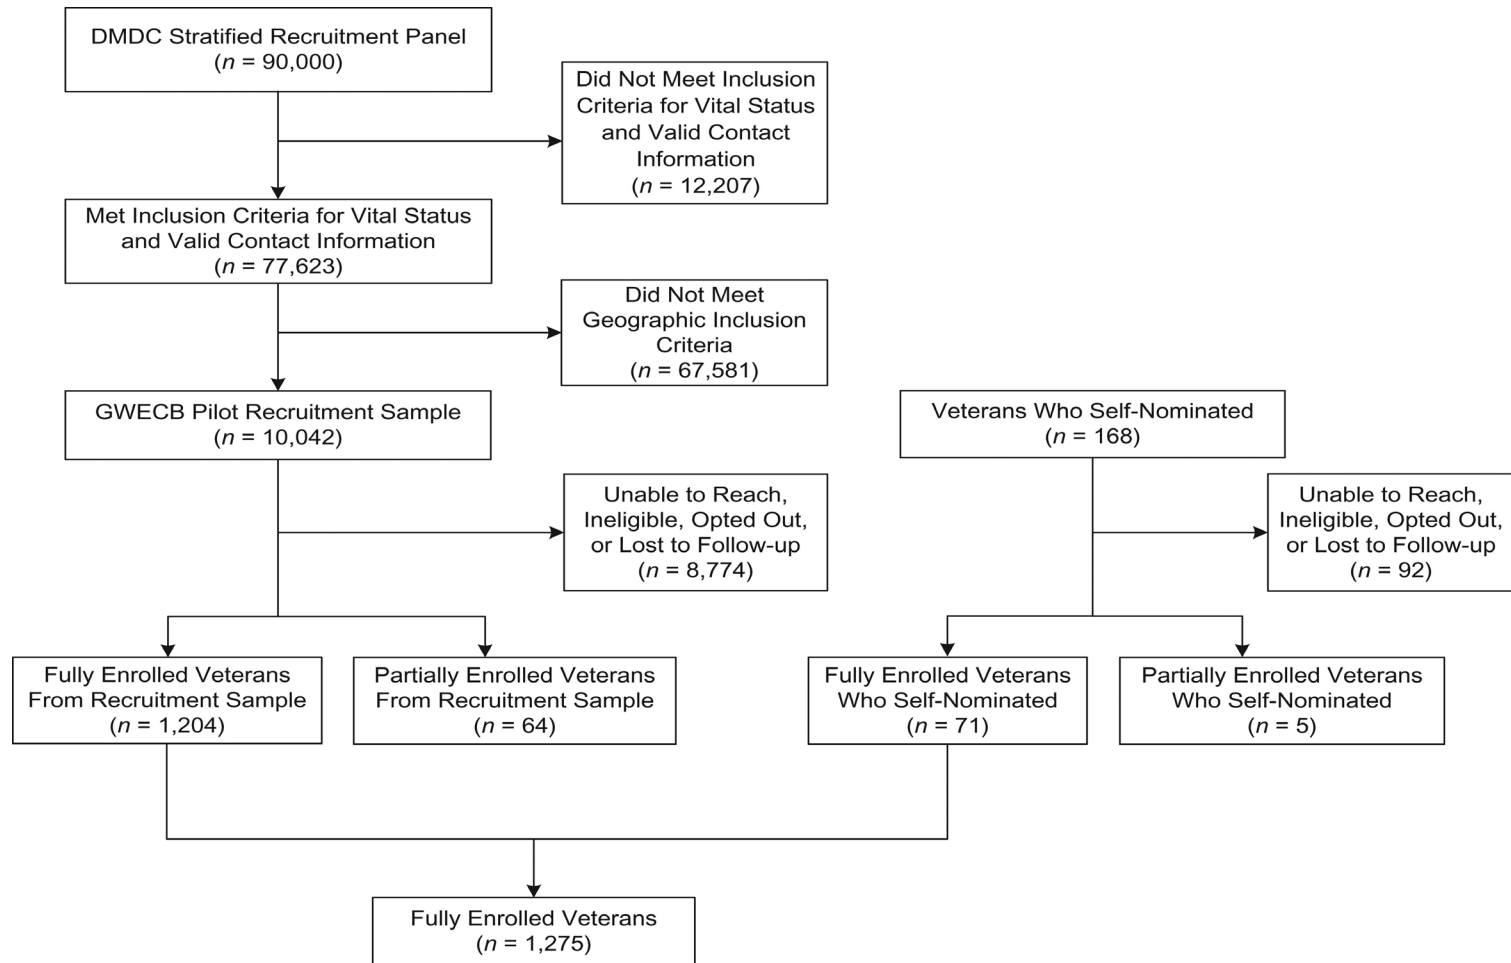 DMDC Stratified Recruitment Panel
(n = 90,000)
Did Not Meet Inclusion
Criteria for Vital Status
and Valid Contact
Information
(n = 12,207)
Met Inclusion Criteria for Vital Status
and Valid Contact Information
(n = 77,623)
Did Not Meet
Geographic Inclusion
Criteria
(n = 67,581)
GWECB Pilot Recruitment Sample
(n = 10,042)
Veterans Who Self-Nominated
(n = 168)
Unable to Reach,
Ineligible, Opted Out,
or Lost to Follow-up
(n = 8,774)
Unable to Reach,
Ineligible, Opted Out,
or Lost to Follow-up
(n = 92)
Fully Enrolled Veterans
From Recruitment Sample
(n = 1,204)
Partially Enrolled Veterans
From Recruitment Sample
(n = 64)
Fully Enrolled Veterans
Who Self-Nominated
(n = 71)
Partially Enrolled Veterans
Who Self-Nominated
(n = 5)
Fully Enrolled Veterans
(n = 1,275)